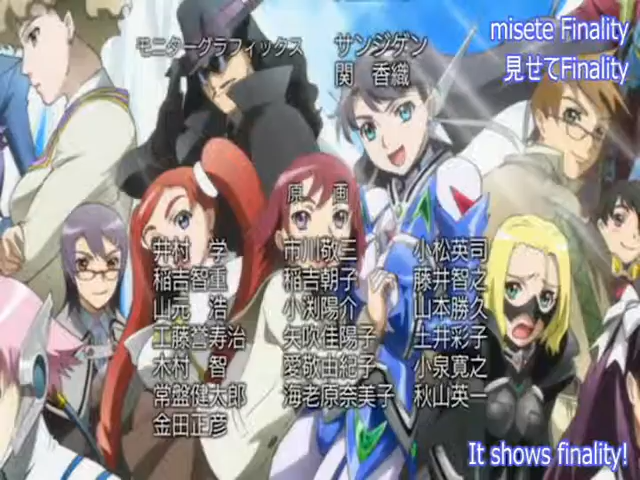 misete Finality
見せてFinality
モニターグラフィックス サンジゲン
関 香織
原 画
井村 学 市川敬三 小松英司
稲吉智重 稲吉朝子 藤井智之
山元 浩 小渕陽介 山本勝久
工藤誉寿治 矢吹佳陽子 土井彩子
木村 智 愛敬由紀子 小泉寛之
常盤健太郎 海老原奈美子 秋山英一
金田正彦
It shows finality!